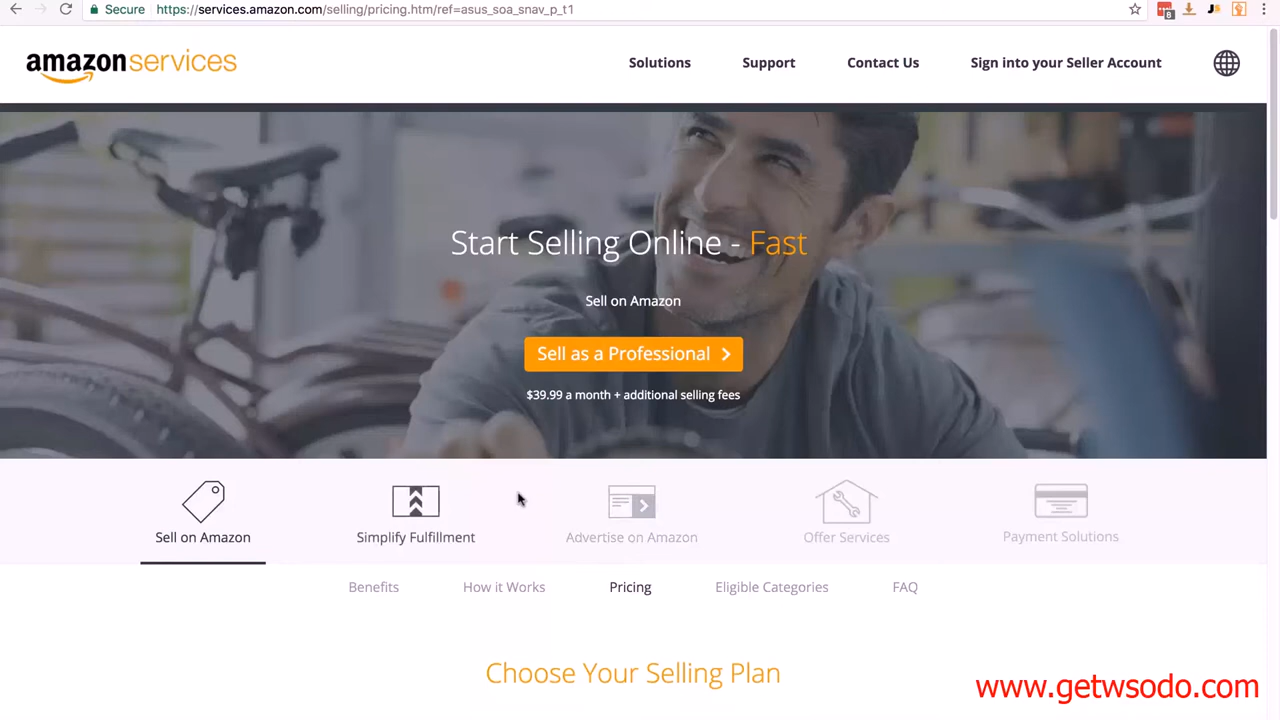 Secure
https://services.amazon.com/selling/pricing.htm/ref=asus_soa_snav_p_t1
8
amazonservices
Solutions
Support
Contact Us
Sign into your Seller Account
Start Selling Online - Fast
Sell on Amazon
Sell as a Professional
$39.99 a month + additional selling fees
Sell on Amazon
Simplify Fulfillment
Advertise on Amazon
Offer Services
Payment Solutions
Benefits
How it Works
Pricing
Eligible Categories
FAQ
Choose Your Selling Plan
www.getwsodo.com